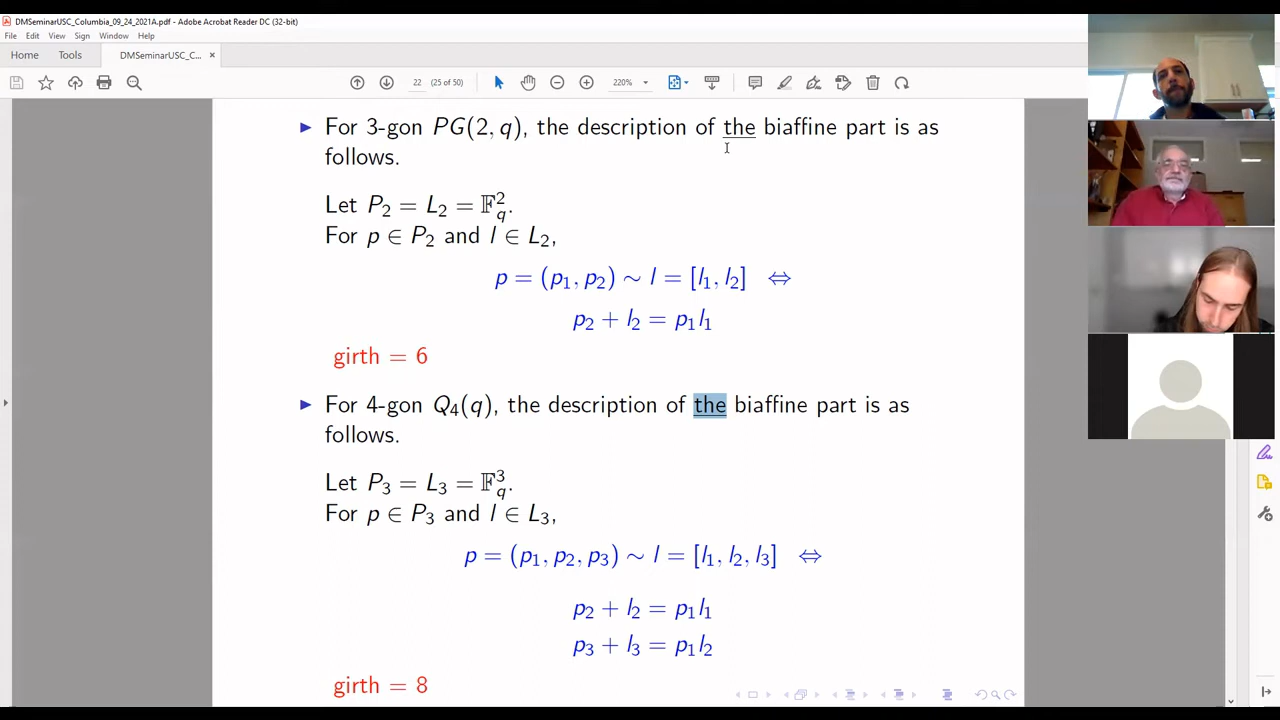 DMSeminarUSC_Columbia_09_24_2021A.pdf - Adobe Acrobat Reader DC (32-bit)
File Edit View Sign Window Help
Home Tools DMSeminarUSC_C... ×
22 (25 of 50) 220%
▶ For 3-gon PG(2, q), the description of the biaffine part is as
follows.
Let P₂ = L₂ = 𝔽_q^2.
For p ∈ P₂ and l ∈ L₂,
p = (p₁, p₂) ∼ l = [l₁, l₂] ⇔
p₂ + l₂ = p₁l₁
girth = 6
▶ For 4-gon Q₄(q), the description of the biaffine part is as
follows.
Let P₃ = L₃ = 𝔽_q^3.
For p ∈ P₃ and l ∈ L₃,
p = (p₁, p₂, p₃) ∼ l = [l₁, l₂, l₃] ⇔
p₂ + l₂ = p₁l₁
p₃ + l₃ = p₁l₂
girth = 8